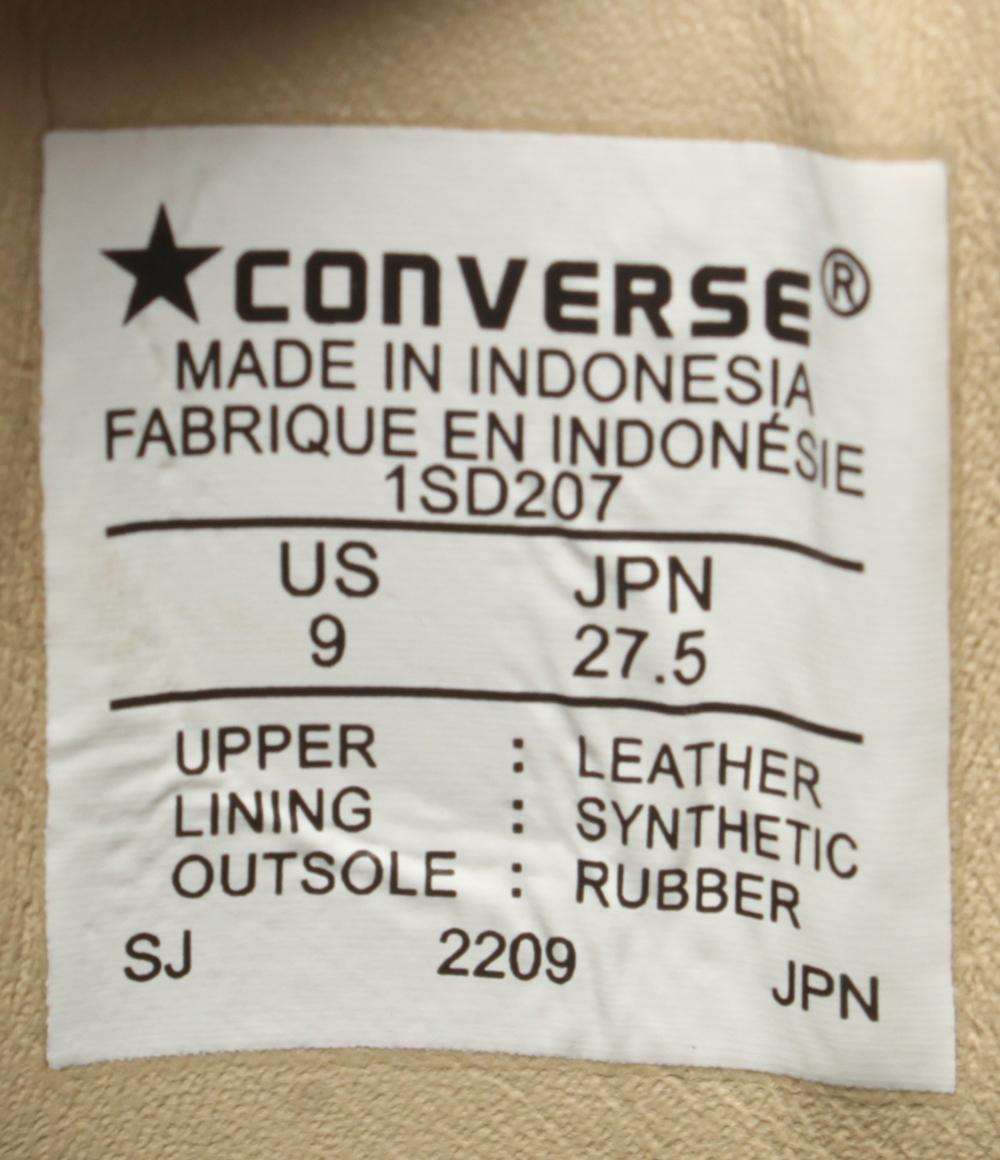 ★CONVERSE®
MADE IN INDONESIA
FABRIQUE EN INDONÉSIE
1SD207
US JPN
9 27.5
UPPER : LEATHER
LINING : SYNTHETIC
OUTSOLE : RUBBER
SJ 2209 JPN